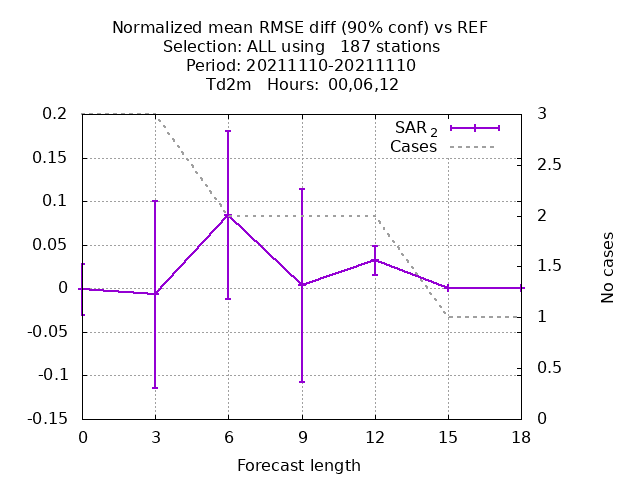 Normalized mean RMSE diff (90% conf) vs REF
Selection: ALL using   187 stations
Period: 20211110-20211110
Td2m   Hours: 00,06,12
SAR 2
Cases
0.2
0.15
0.1
0.05
0
-0.05
-0.1
-0.15
3
2.5
2
1.5
1
0.5
0
No cases
0 3 6 9 12 15 18
Forecast length